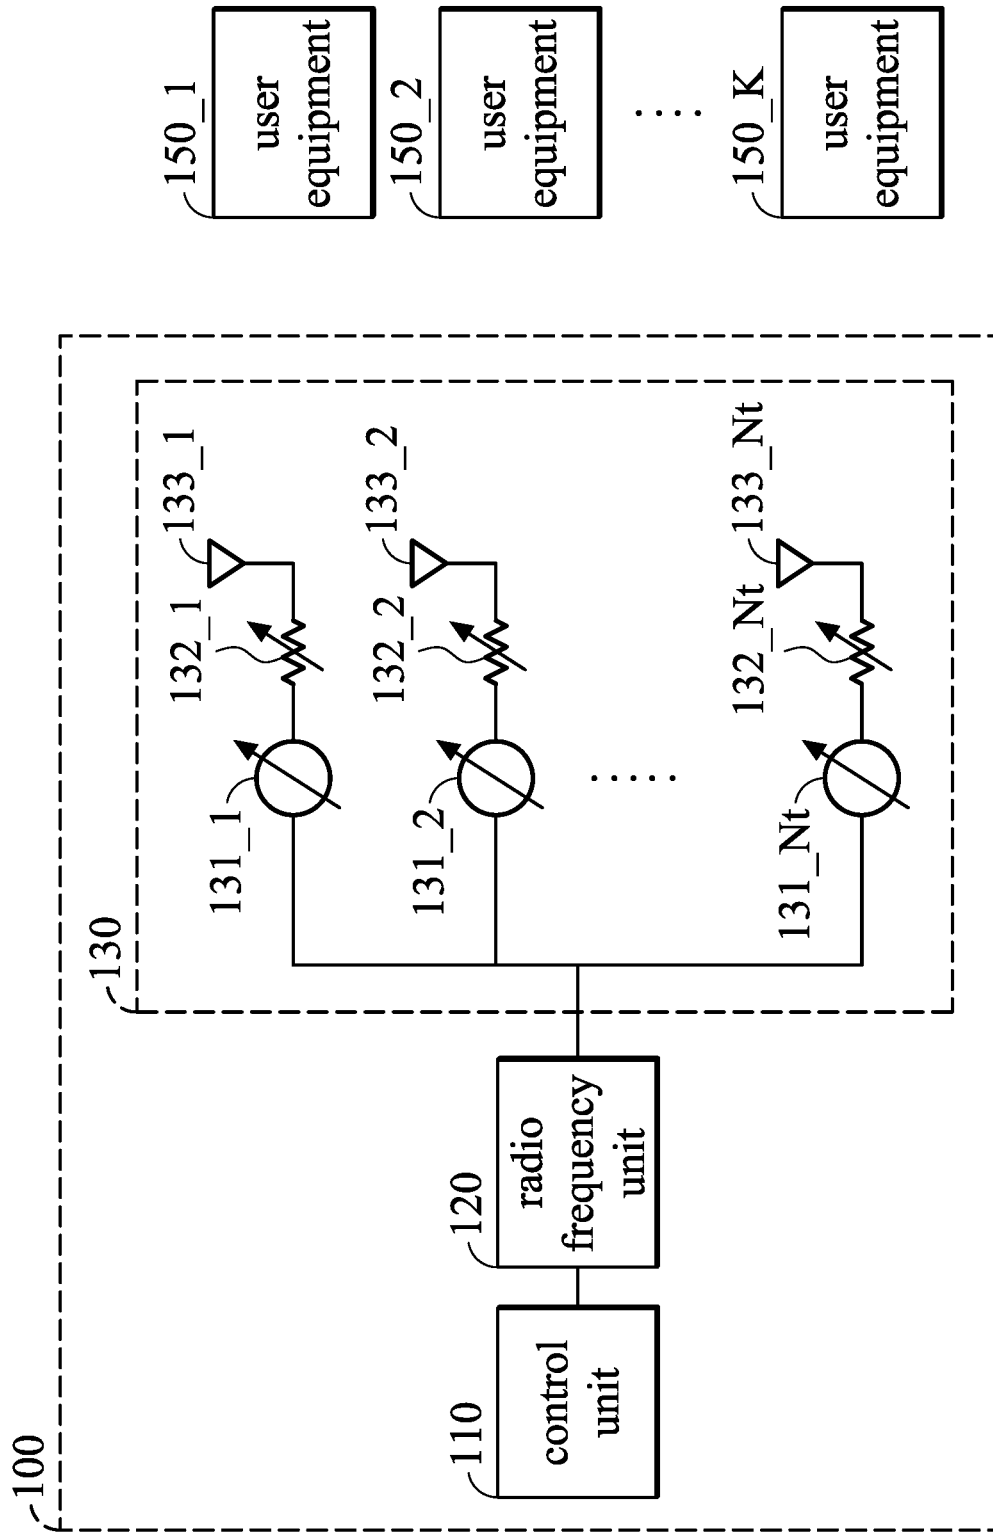 100
130
110
control
unit
120
radio
frequency
unit
131_1
132_1
133_1
131_2
132_2
133_2
.....
131_Nt
132_Nt
133_Nt
150_1
user
equipment
150_2
user
equipment
....
150_K
user
equipment